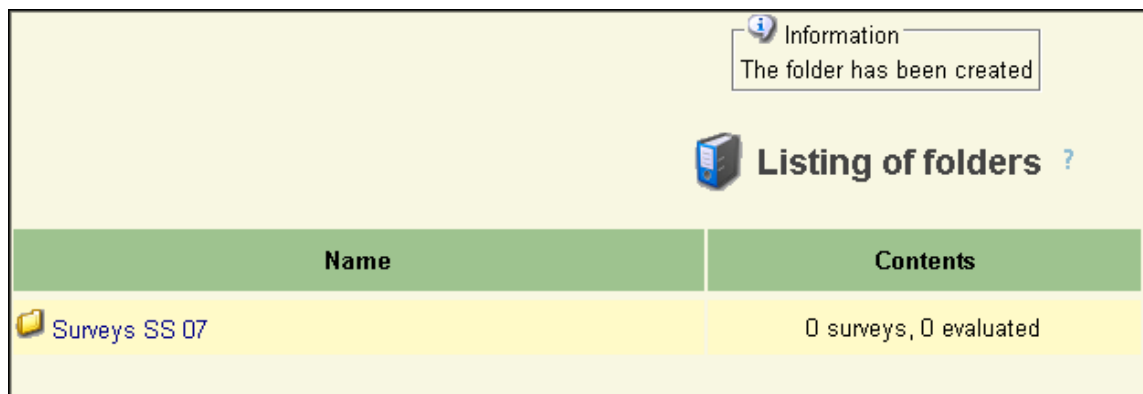 Information
The folder has been created
Listing of folders ?
Name Contents
Surveys SS 07 0 surveys, 0 evaluated